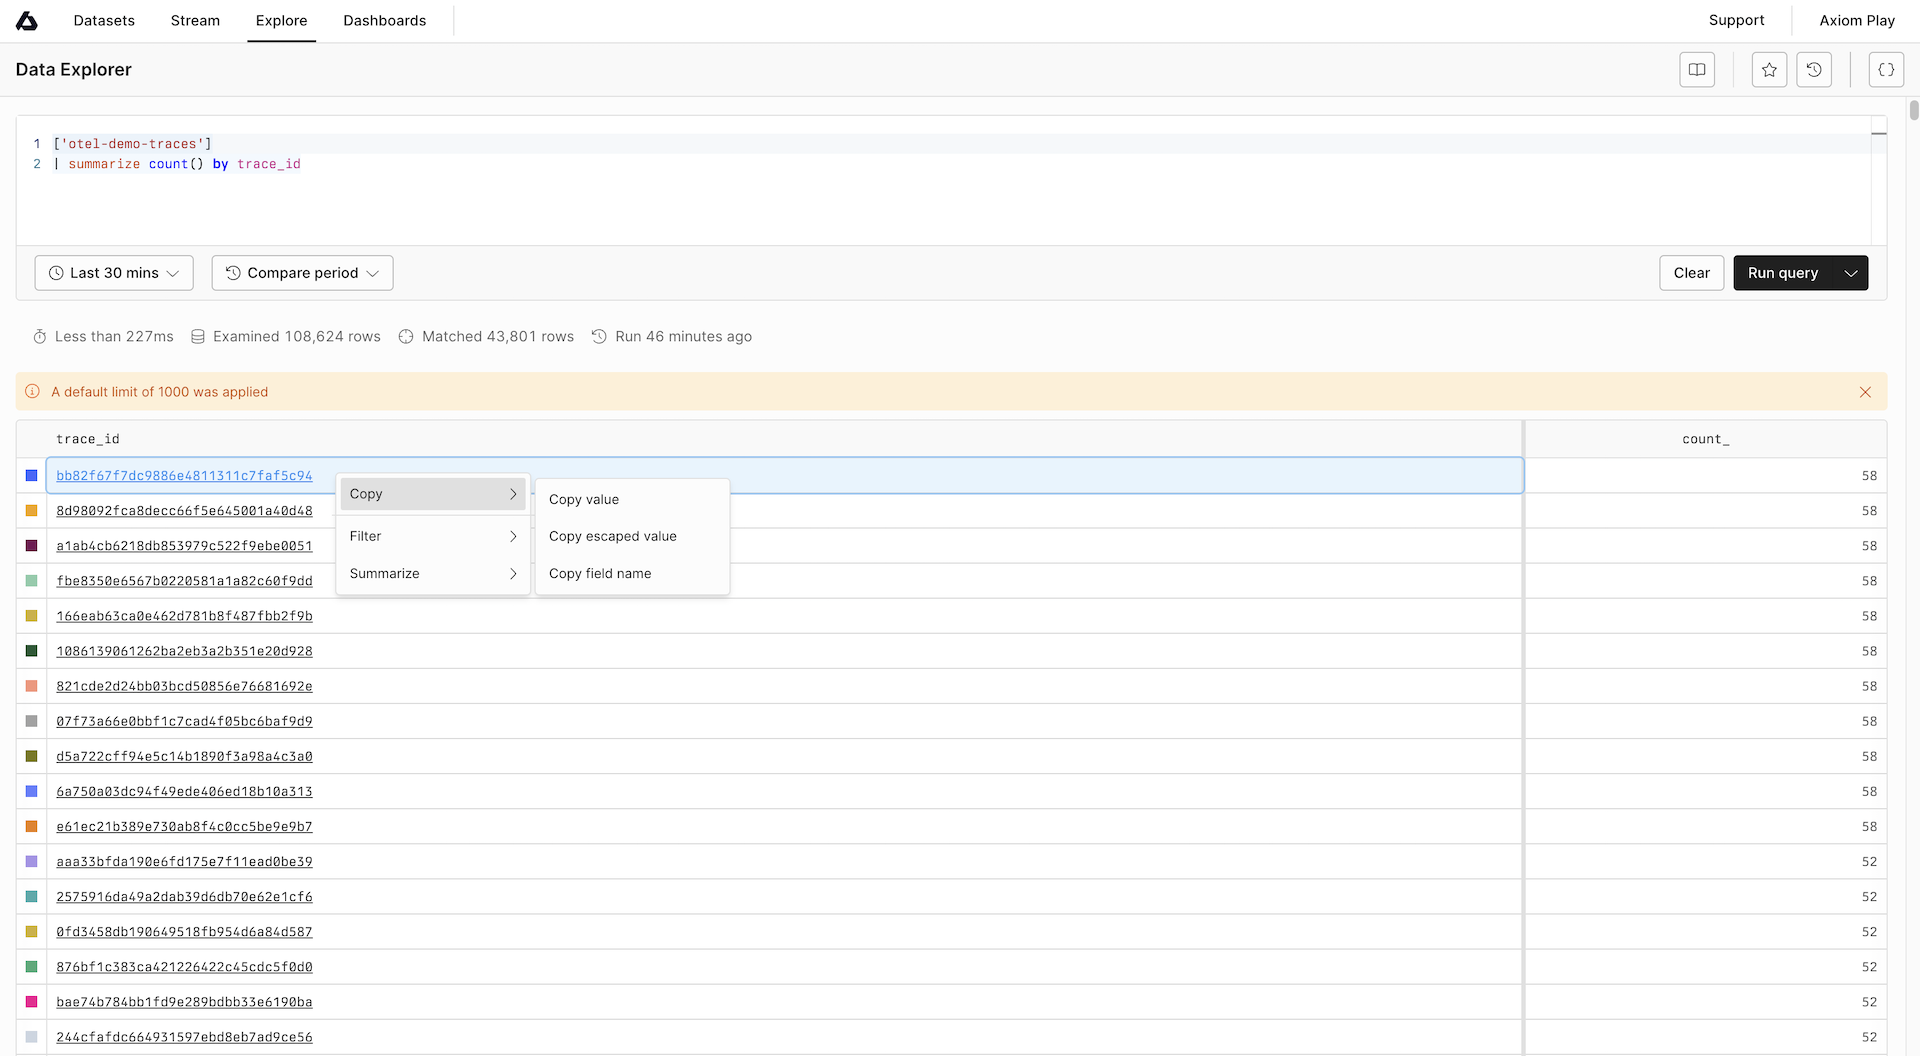 Datasets Stream Explore Dashboards Support Axiom Play
Data Explorer
1 ['otel-demo-traces']
2 | summarize count() by trace_id
Last 30 mins Compare period Clear Run query
Less than 227ms Examined 108,624 rows Matched 43,801 rows Run 46 minutes ago
A default limit of 1000 was applied
trace_id count_
bb82f67f7dc9886e4811311c7faf5c94 58
Copy
Filter
Summarize
Copy value
Copy escaped value
Copy field name
8d98092fca8decc66f5e645001a40d48 58
a1ab4cb6218db853979c522f9ebe0051 58
fbe8350e6567b0220581a1a82c60f9dd 58
166eab63ca0e462d781b8f487fbb2f9b 58
1086139061262ba2eb3a2b351e20d928 58
821cde2d24bb03bcd50856e76681692e 58
07f73a66e0bbf1c7cad4f05bc6baf9d9 58
d5a722cff94e5c14b1890f3a98a4c3a0 58
6a750a03dc94f49ede406ed18b10a313 58
e61ec21b389e730ab8f4c0cc5be9e9b7 58
aaa33bfda190e6fd175e7f11ead0be39 52
2575916da49a2dab39d6db70e62e1cf6 52
0fd3458db190649518fb954d6a84d587 52
876bf1c383ca421226422c45cdc5f0d0 52
bae74b784bb1fd9e289bdbb33e6190ba 52
244cfafdc664931597ebd8eb7ad9ce56 52